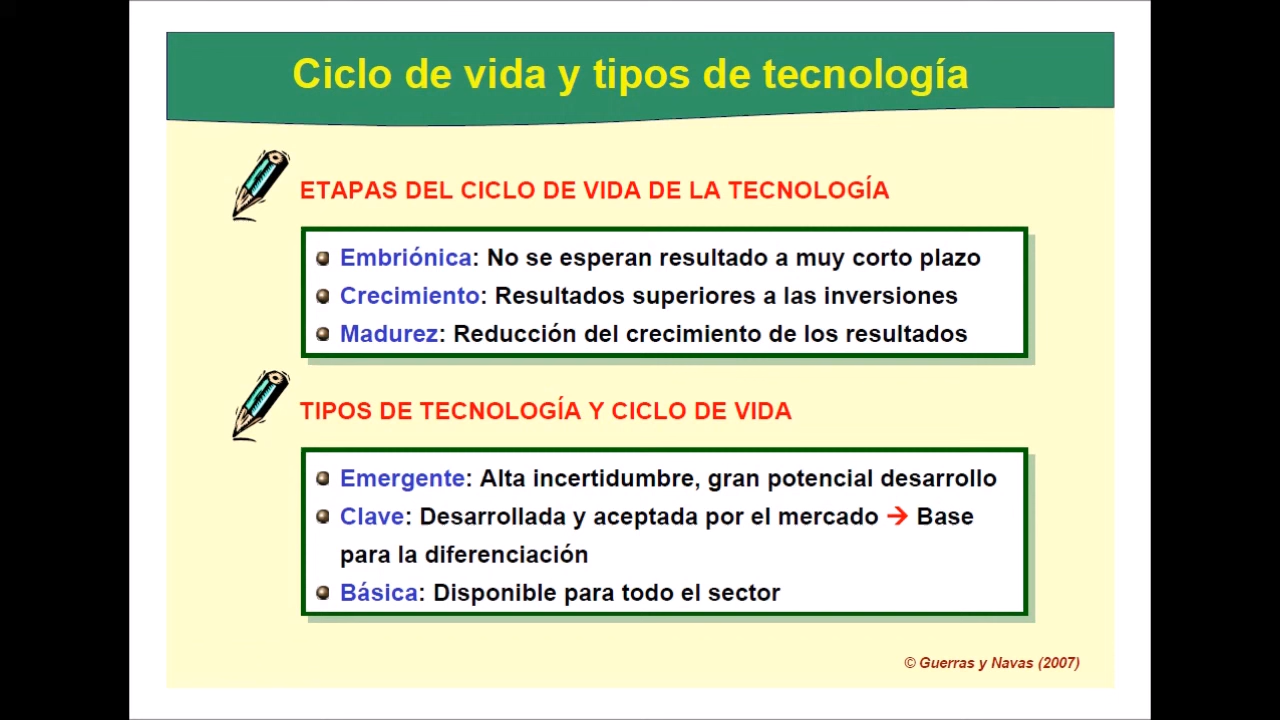 Ciclo de vida y tipos de tecnología
ETAPAS DEL CICLO DE VIDA DE LA TECNOLOGÍA
Embriónica: No se esperan resultado a muy corto plazo
Crecimiento: Resultados superiores a las inversiones
Madurez: Reducción del crecimiento de los resultados
TIPOS DE TECNOLOGÍA Y CICLO DE VIDA
Emergente: Alta incertidumbre, gran potencial desarrollo
Clave: Desarrollada y aceptada por el mercado → Base
para la diferenciación
Básica: Disponible para todo el sector
© Guerras y Navas (2007)